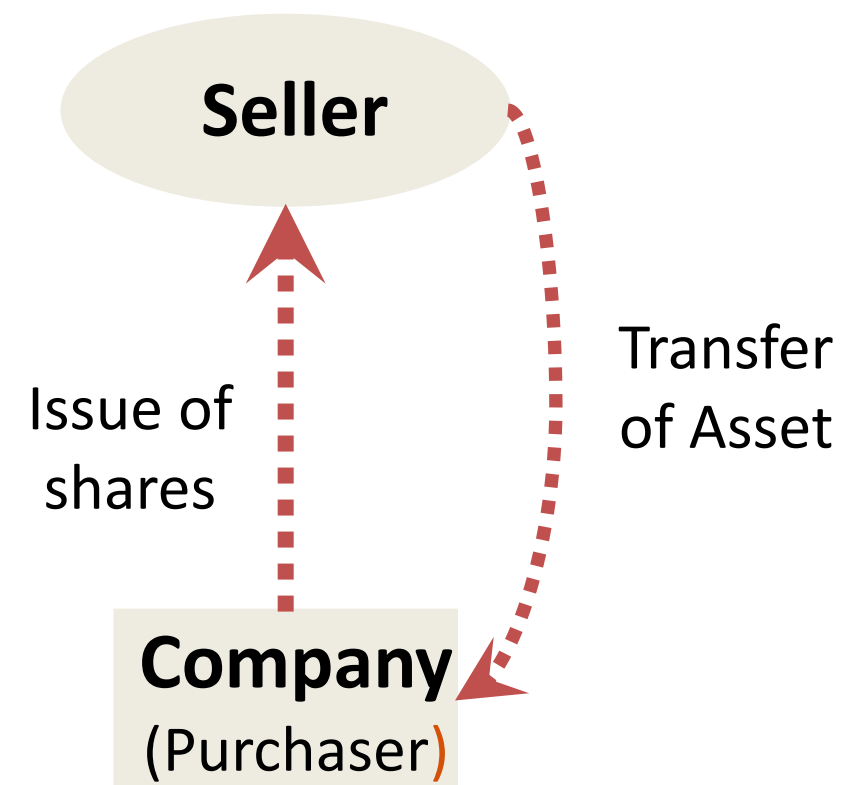 Seller
Issue of
shares
Transfer
of Asset
Company
(Purchaser)